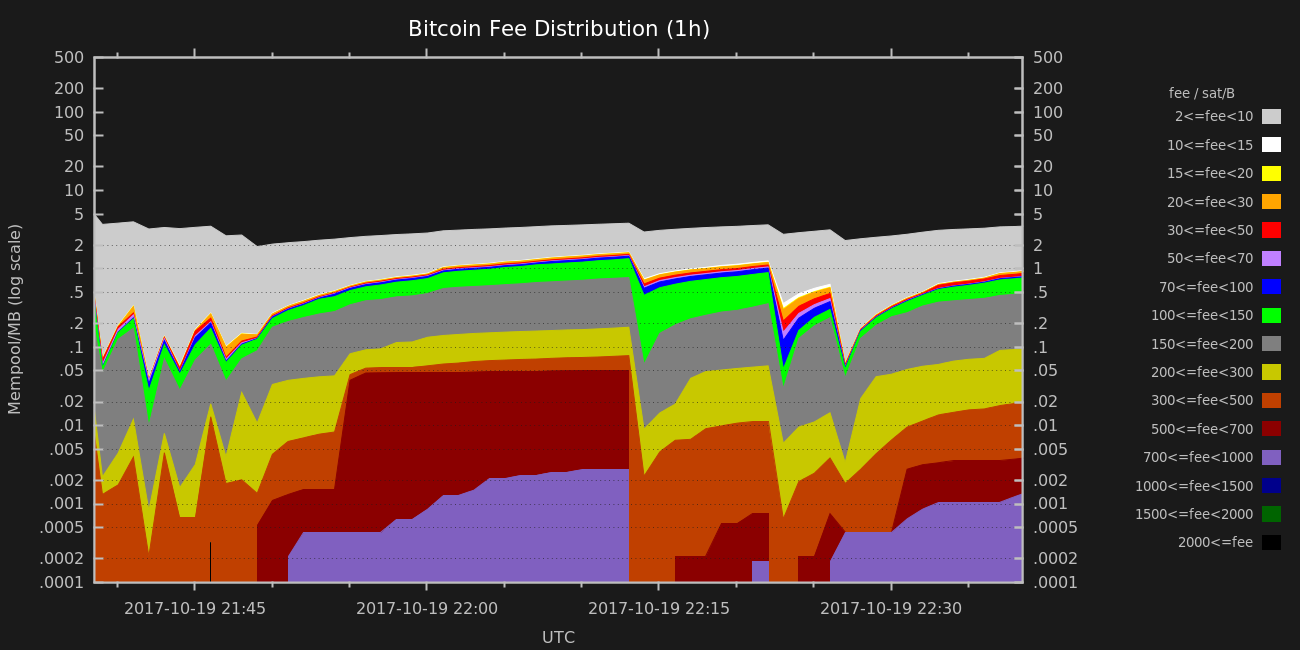 Bitcoin Fee Distribution (1h)
500 500
200 200
100 100
50 50
20 20
10 10
5 5
2 2
1 1
.5 .5
.2 .2
.1 .1
.05 .05
.02 .02
.01 .01
.005 .005
.002 .002
.001 .001
.0005 .0005
.0002 .0002
.0001 .0001
Mempool/MB (log scale)
2017-10-19 21:45 2017-10-19 22:00 2017-10-19 22:15 2017-10-19 22:30
UTC
fee / sat/B
2<=fee<10
10<=fee<15
15<=fee<20
20<=fee<30
30<=fee<50
50<=fee<70
70<=fee<100
100<=fee<150
150<=fee<200
200<=fee<300
300<=fee<500
500<=fee<700
700<=fee<1000
1000<=fee<1500
1500<=fee<2000
2000<=fee